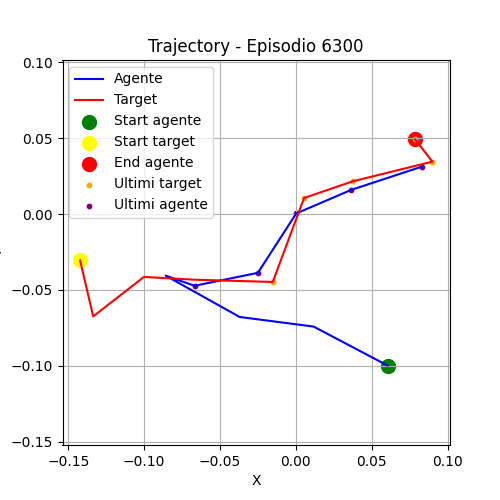 Trajectory - Episodio 6300
Agente
Target
Start agente
Start target
End agente
Ultimi target
Ultimi agente
0.10
0.05
0.00
−0.05
−0.10
−0.15
−0.15
−0.10
−0.05
0.00
0.05
0.10
X